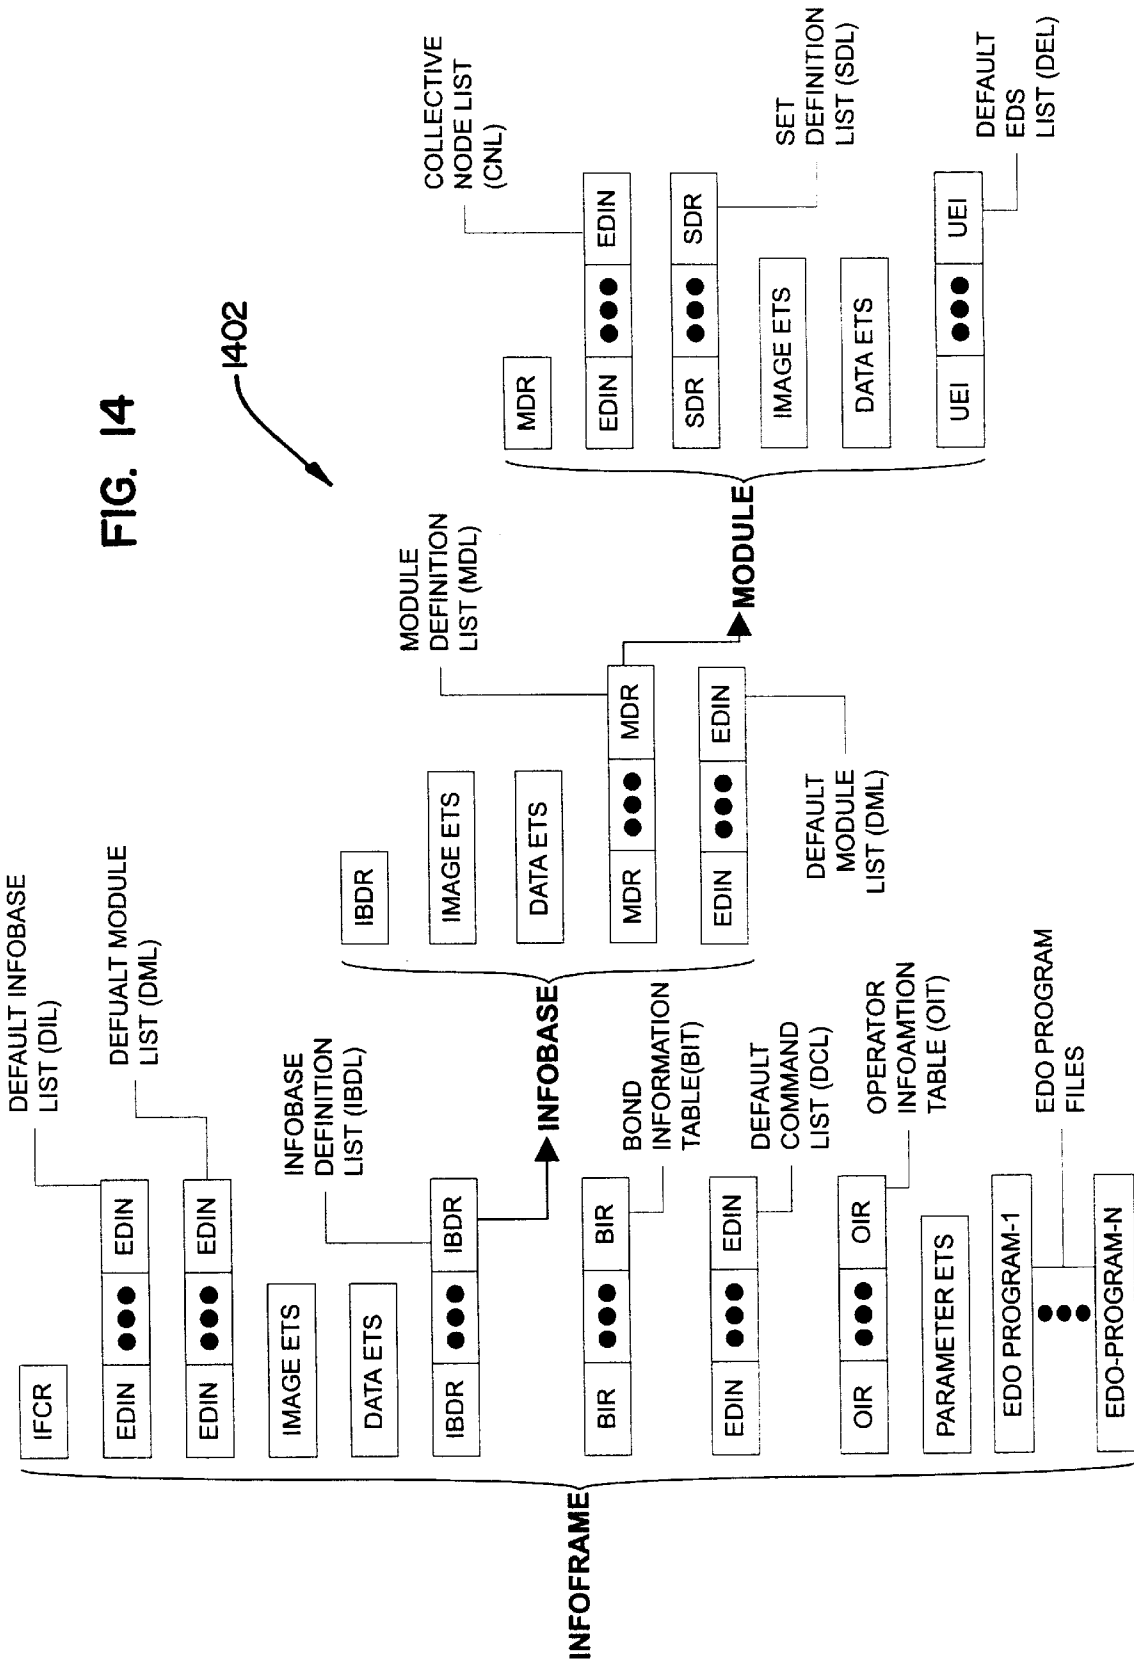 FIG. 14
1402
INFOFRAME
IFCR
EDIN EDIN
DEFAULT INFOBASE
LIST (DIL)
EDIN EDIN
DEFUALT MODULE
LIST (DML)
IMAGE ETS
DATA ETS
IBDR IBDR
INFOBASE
DEFINITION
LIST (IBDL)
BIR BIR
BOND
INFORMATION
TABLE(BIT)
EDIN EDIN
DEFAULT
COMMAND
LIST (DCL)
OIR OIR
OPERATOR
INFOAMTION
TABLE (OIT)
PARAMETER ETS
EDO PROGRAM-1
EDO-PROGRAM-N
EDO PROGRAM
FILES
INFOBASE
IBDR
IMAGE ETS
DATA ETS
MDR MDR
MODULE
DEFINITION
LIST (MDL)
EDIN EDIN
DEFAULT
MODULE
LIST (DML)
MODULE
MDR
EDIN EDIN
COLLECTIVE
NODE LIST
(CNL)
SDR SDR
SET
DEFINITION
LIST (SDL)
IMAGE ETS
DATA ETS
UEI UEI
DEFAULT
EDS
LIST (DEL)